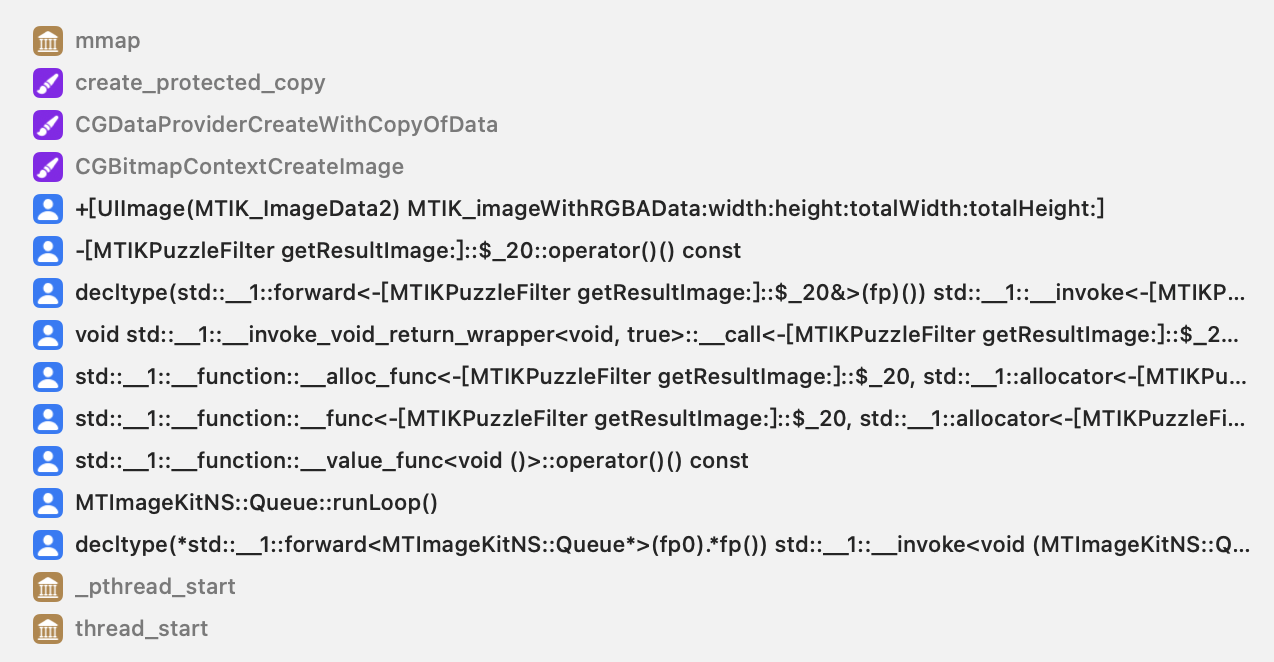 mmap
create_protected_copy
CGDataProviderCreateWithCopyOfData
CGBitmapContextCreateImage
+[UIImage(MTIK_ImageData2) MTIK_imageWithRGBAData:width:height:totalWidth:totalHeight:]
-[MTIKPuzzleFilter getResultImage:]::$_20::operator()() const
decltype(std::__1::forward<-[MTIKPuzzleFilter getResultImage:]::$_20&>(fp)()) std::__1::__invoke<-[MTIKP...
void std::__1::__invoke_void_return_wrapper<void, true>::__call<-[MTIKPuzzleFilter getResultImage:]::$_2...
std::__1::__function::__alloc_func<-[MTIKPuzzleFilter getResultImage:]::$_20, std::__1::allocator<-[MTIKPu...
std::__1::__function::__func<-[MTIKPuzzleFilter getResultImage:]::$_20, std::__1::allocator<-[MTIKPuzzleFi...
std::__1::__function::__value_func<void ()>::operator()() const
MTImageKitNS::Queue::runLoop()
decltype(*std::__1::forward<MTImageKitNS::Queue*>(fp0).*fp()) std::__1::__invoke<void (MTImageKitNS::Q...
_pthread_start
thread_start